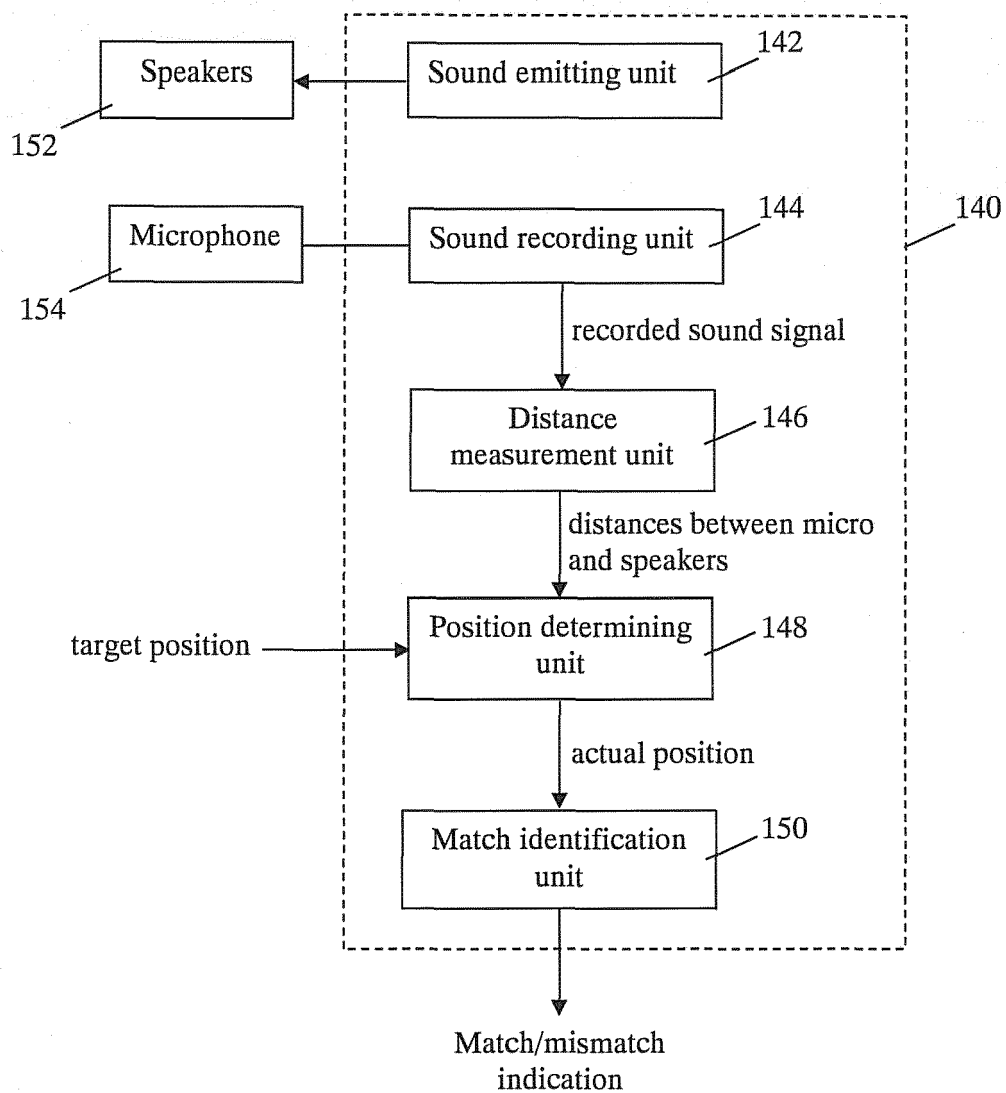 Speakers
Sound emitting unit
142
152
Microphone
Sound recording unit
144
140
154
recorded sound signal
Distance
measurement unit
146
distances between micro
and speakers
target position
Position determining
unit
148
actual position
Match identification
unit
150
Match/mismatch
indication